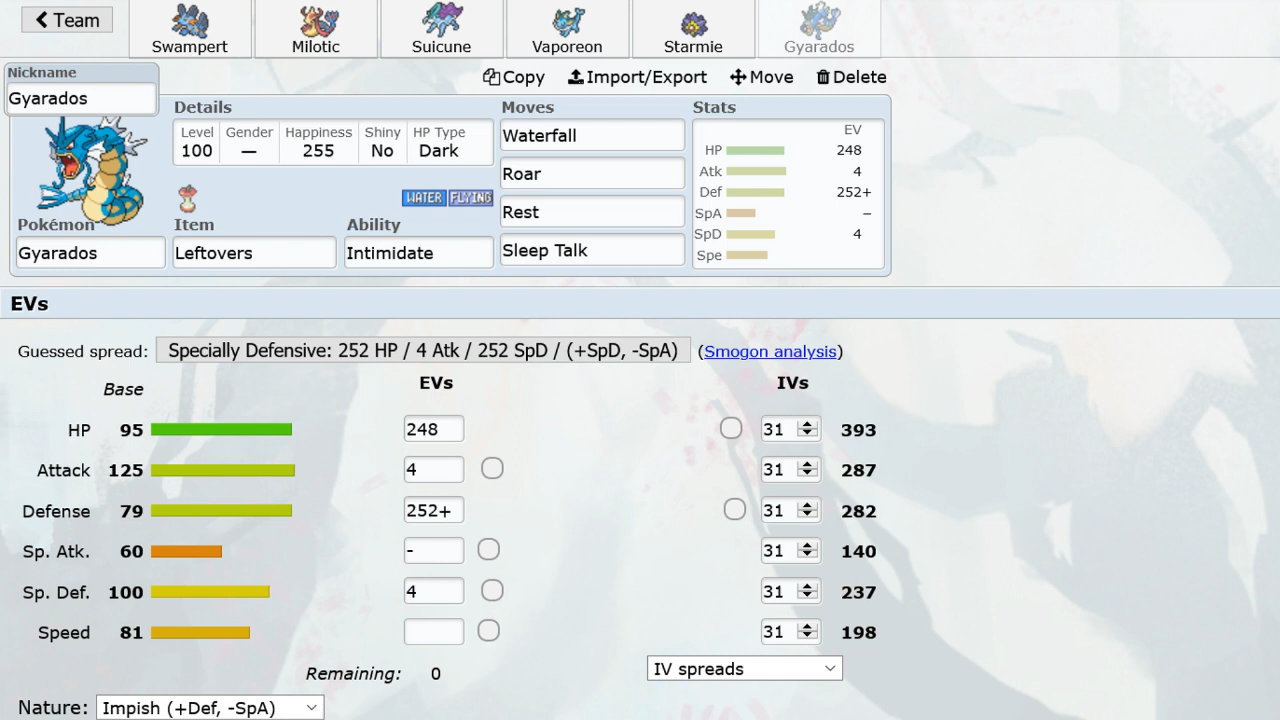 Team
Swampert Milotic Suicune Vaporeon Starmie Gyarados
Nickname
Gyarados
Copy Import/Export Move Delete
Details Moves Stats
Level Gender Happiness Shiny HP Type
100 — 255 No Dark
WATER FLYING
Pokémon Item Ability
Gyarados Leftovers Intimidate
Waterfall
Roar
Rest
Sleep Talk
EV
HP 248
Atk 4
Def 252+
SpA –
SpD 4
Spe
EVs
Guessed spread: Specially Defensive: 252 HP / 4 Atk / 252 SpD / (+SpD, -SpA) (Smogon analysis)
Base EVs IVs
HP 95 248 31 393
Attack 125 4 31 287
Defense 79 252+ 31 282
Sp. Atk. 60 - 31 140
Sp. Def. 100 4 31 237
Speed 81 31 198
Remaining: 0 IV spreads
Nature: Impish (+Def, -SpA)